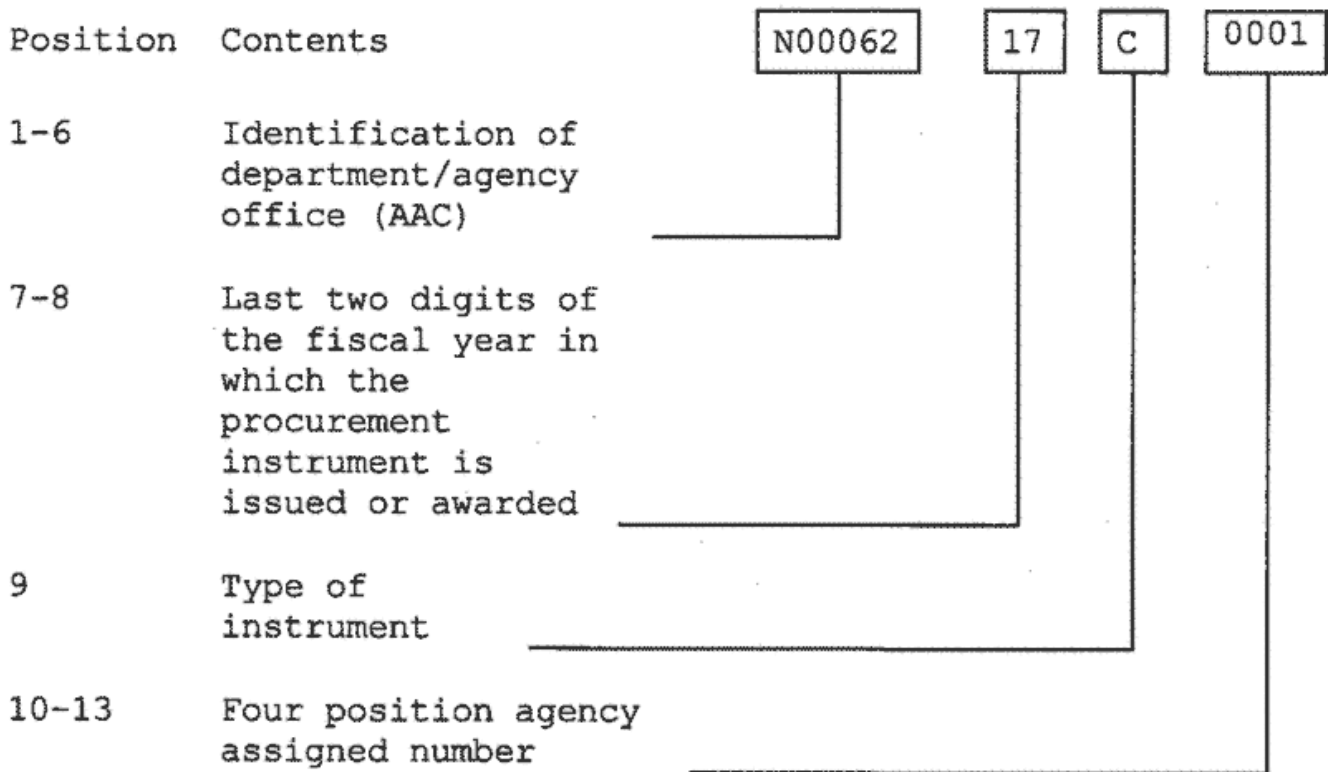 Position Contents N00062 17 C 0001
1-6 Identification of
department/agency
office (AAC)
7-8 Last two digits of
the fiscal year in
which the
procurement
instrument is
issued or awarded
9 Type of
instrument
10-13 Four position agency
assigned number